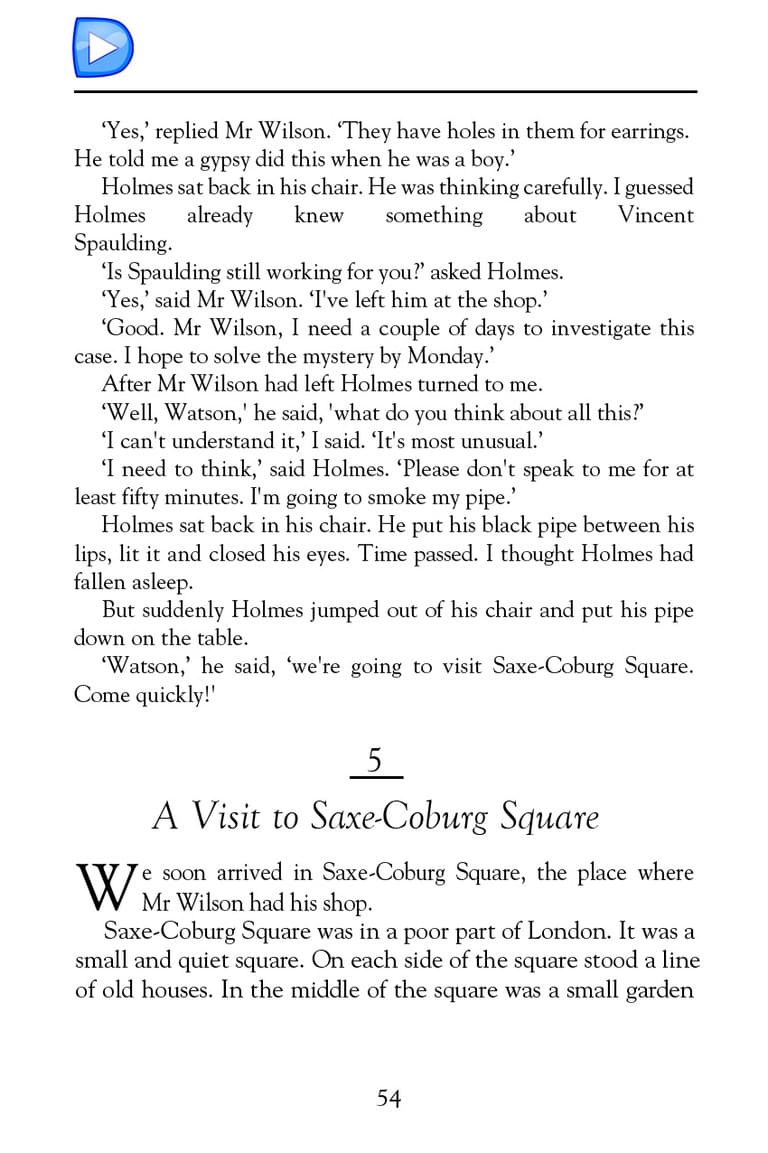 ‘Yes,’ replied Mr Wilson. ‘They have holes in them for earrings.
He told me a gypsy did this when he was a boy.’
Holmes sat back in his chair. He was thinking carefully. I guessed
Holmes already knew something about Vincent
Spaulding.
‘Is Spaulding still working for you?’ asked Holmes.
‘Yes,’ said Mr Wilson. ‘I've left him at the shop.’
‘Good. Mr Wilson, I need a couple of days to investigate this
case. I hope to solve the mystery by Monday.’
After Mr Wilson had left Holmes turned to me.
‘Well, Watson,' he said, 'what do you think about all this?’
‘I can't understand it,’ I said. ‘It's most unusual.’
‘I need to think,’ said Holmes. ‘Please don't speak to me for at
least fifty minutes. I'm going to smoke my pipe.’
Holmes sat back in his chair. He put his black pipe between his
lips, lit it and closed his eyes. Time passed. I thought Holmes had
fallen asleep.
But suddenly Holmes jumped out of his chair and put his pipe
down on the table.
‘Watson,’ he said, ‘we're going to visit Saxe-Coburg Square.
Come quickly!'
5
A Visit to Saxe-Coburg Square
We soon arrived in Saxe-Coburg Square, the place where
Mr Wilson had his shop.
Saxe-Coburg Square was in a poor part of London. It was a
small and quiet square. On each side of the square stood a line
of old houses. In the middle of the square was a small garden
54